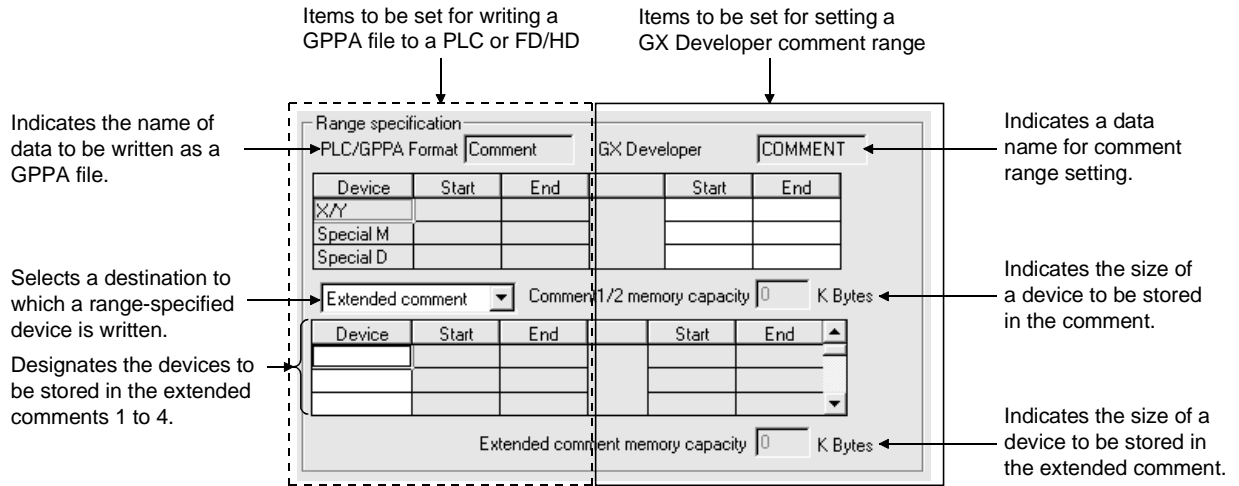 Items to be set for writing a
GPPA file to a PLC or FD/HD
Items to be set for setting a
GX Developer comment range
Indicates the name of
data to be written as a
GPPA file.
Range specification
PLC/GPPA Format Comment GX Developer COMMENT
Indicates a data
name for comment
range setting.
Device Start End Start End
X/Y
Special M
Special D
Selects a destination to
which a range-specified
device is written.
Extended comment Comment1/2 memory capacity 0 K Bytes
Indicates the size of
a device to be stored
in the comment.
Designates the devices to
be stored in the extended
comments 1 to 4.
Device Start End Start End
Extended comment memory capacity 0 K Bytes
Indicates the size of a
device to be stored in
the extended comment.